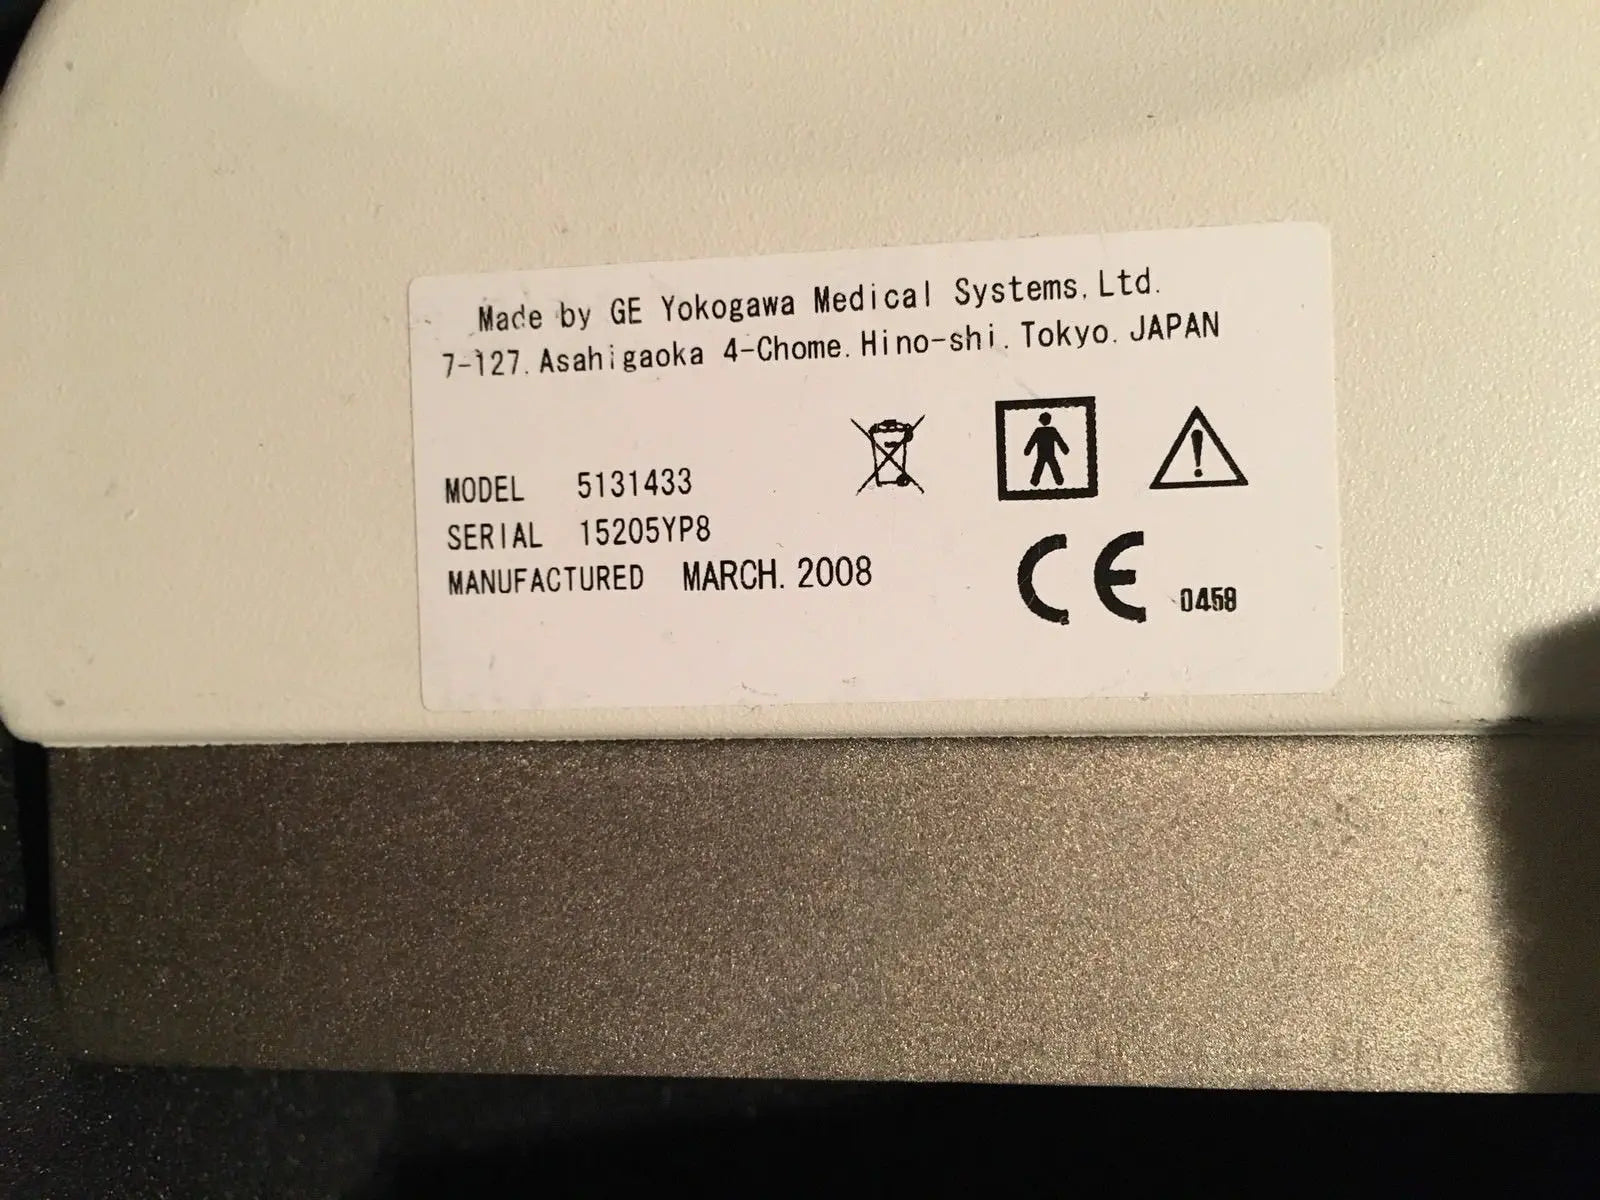 Made by GE Yokogawa Medical Systems,Ltd.
7-127.Asahigaoka 4-Chome.Hino-shi.Tokyo.JAPAN
MODEL 5131433
SERIAL 15205YP8
MANUFACTURED MARCH.2008
CE 0459